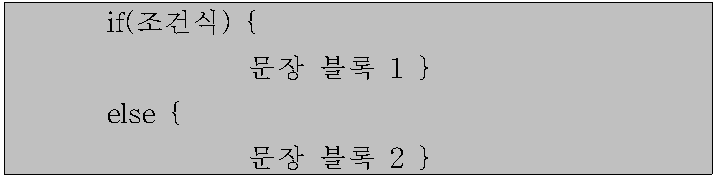 if(조건식) {
문장 블록 1 }
else {
문장 블록 2 }